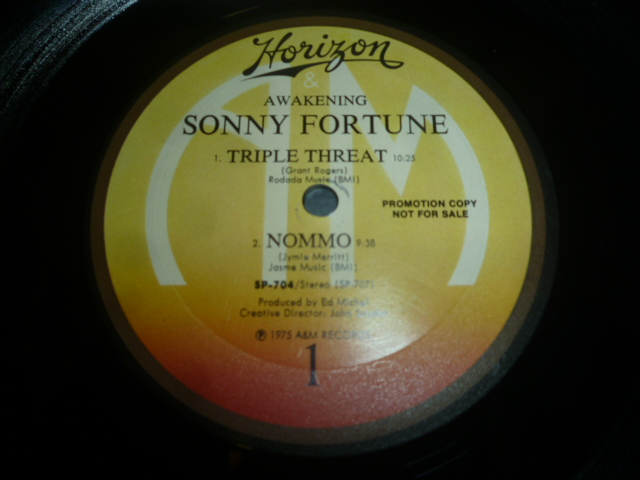 Horizon
&
AWAKENING
SONNY FORTUNE
1. TRIPLE THREAT 10:25
(Grant Rogers)
Rodada Music (BMI)
PROMOTION COPY
NOT FOR SALE
2. NOMMO 9:38
(Jymie Merritt)
Jasme Music (BMI)
SP-704/Stereo (SP-707)
Produced by Ed Michel
Creative Director: John
℗ 1975 A&M RECORDS
1
AM